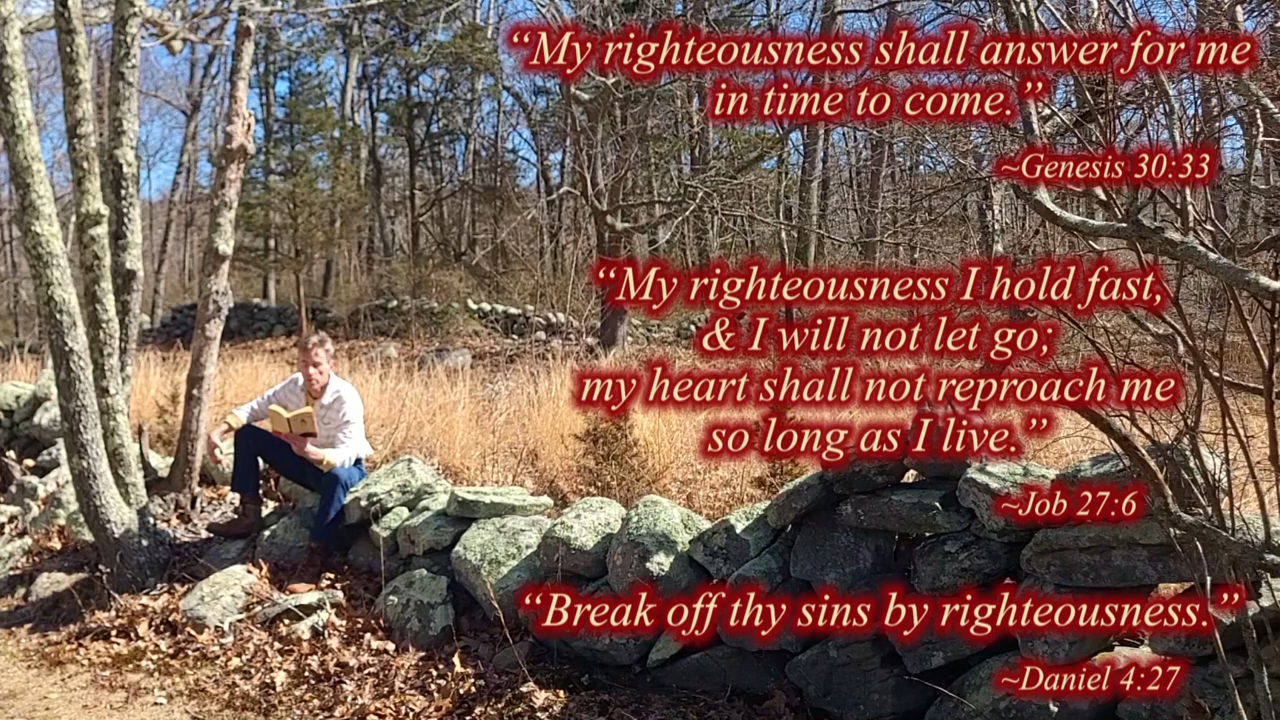 “My righteousness shall answer for me
in time to come.”
~Genesis 30:33
“My righteousness I hold fast,
& I will not let go;
my heart shall not reproach me
so long as I live.”
~Job 27:6
“Break off thy sins by righteousness.”
~Daniel 4:27